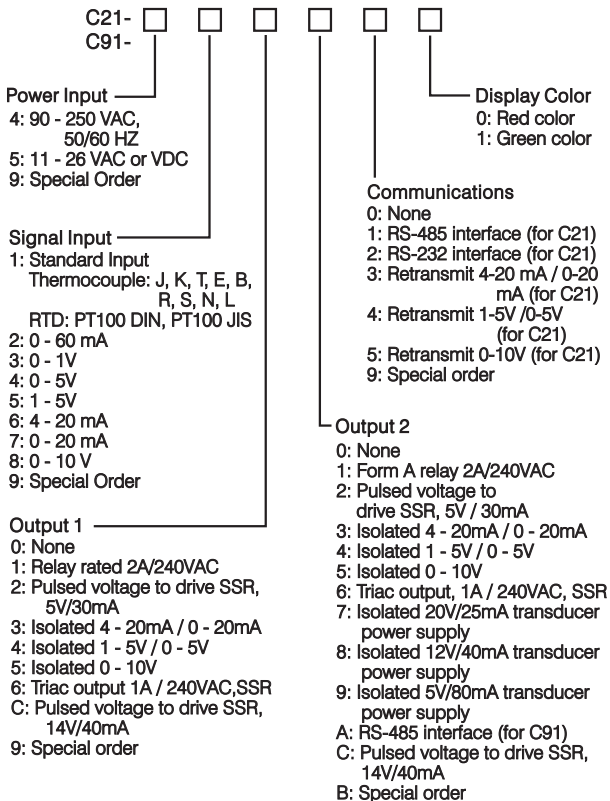 C21-
C91-
Power Input
4: 90 - 250 VAC,
50/60 HZ
5: 11 - 26 VAC or VDC
9: Special Order
Signal Input
1: Standard Input
Thermocouple: J, K, T, E, B,
R, S, N, L
RTD: PT100 DIN, PT100 JIS
2: 0 - 60 mA
3: 0 - 1V
4: 0 - 5V
5: 1 - 5V
6: 4 - 20 mA
7: 0 - 20 mA
8: 0 - 10 V
9: Special Order
Output 1
0: None
1: Relay rated 2A/240VAC
2: Pulsed voltage to drive SSR,
5V/30mA
3: Isolated 4 - 20mA / 0 - 20mA
4: Isolated 1 - 5V / 0 - 5V
5: Isolated 0 - 10V
6: Triac output 1A / 240VAC,SSR
C: Pulsed voltage to drive SSR,
14V/40mA
9: Special order
Display Color
0: Red color
1: Green color
Communications
0: None
1: RS-485 interface (for C21)
2: RS-232 interface (for C21)
3: Retransmit 4-20 mA / 0-20
mA (for C21)
4: Retransmit 1-5V /0-5V
(for C21)
5: Retransmit 0-10V (for C21)
9: Special order
Output 2
0: None
1: Form A relay 2A/240VAC
2: Pulsed voltage to
drive SSR, 5V / 30mA
3: Isolated 4 - 20mA / 0 - 20mA
4: Isolated 1 - 5V / 0 - 5V
5: Isolated 0 - 10V
6: Triac output, 1A / 240VAC, SSR
7: Isolated 20V/25mA transducer
power supply
8: Isolated 12V/40mA transducer
power supply
9: Isolated 5V/80mA transducer
power supply
A: RS-485 interface (for C91)
C: Pulsed voltage to drive SSR,
14V/40mA
B: Special order